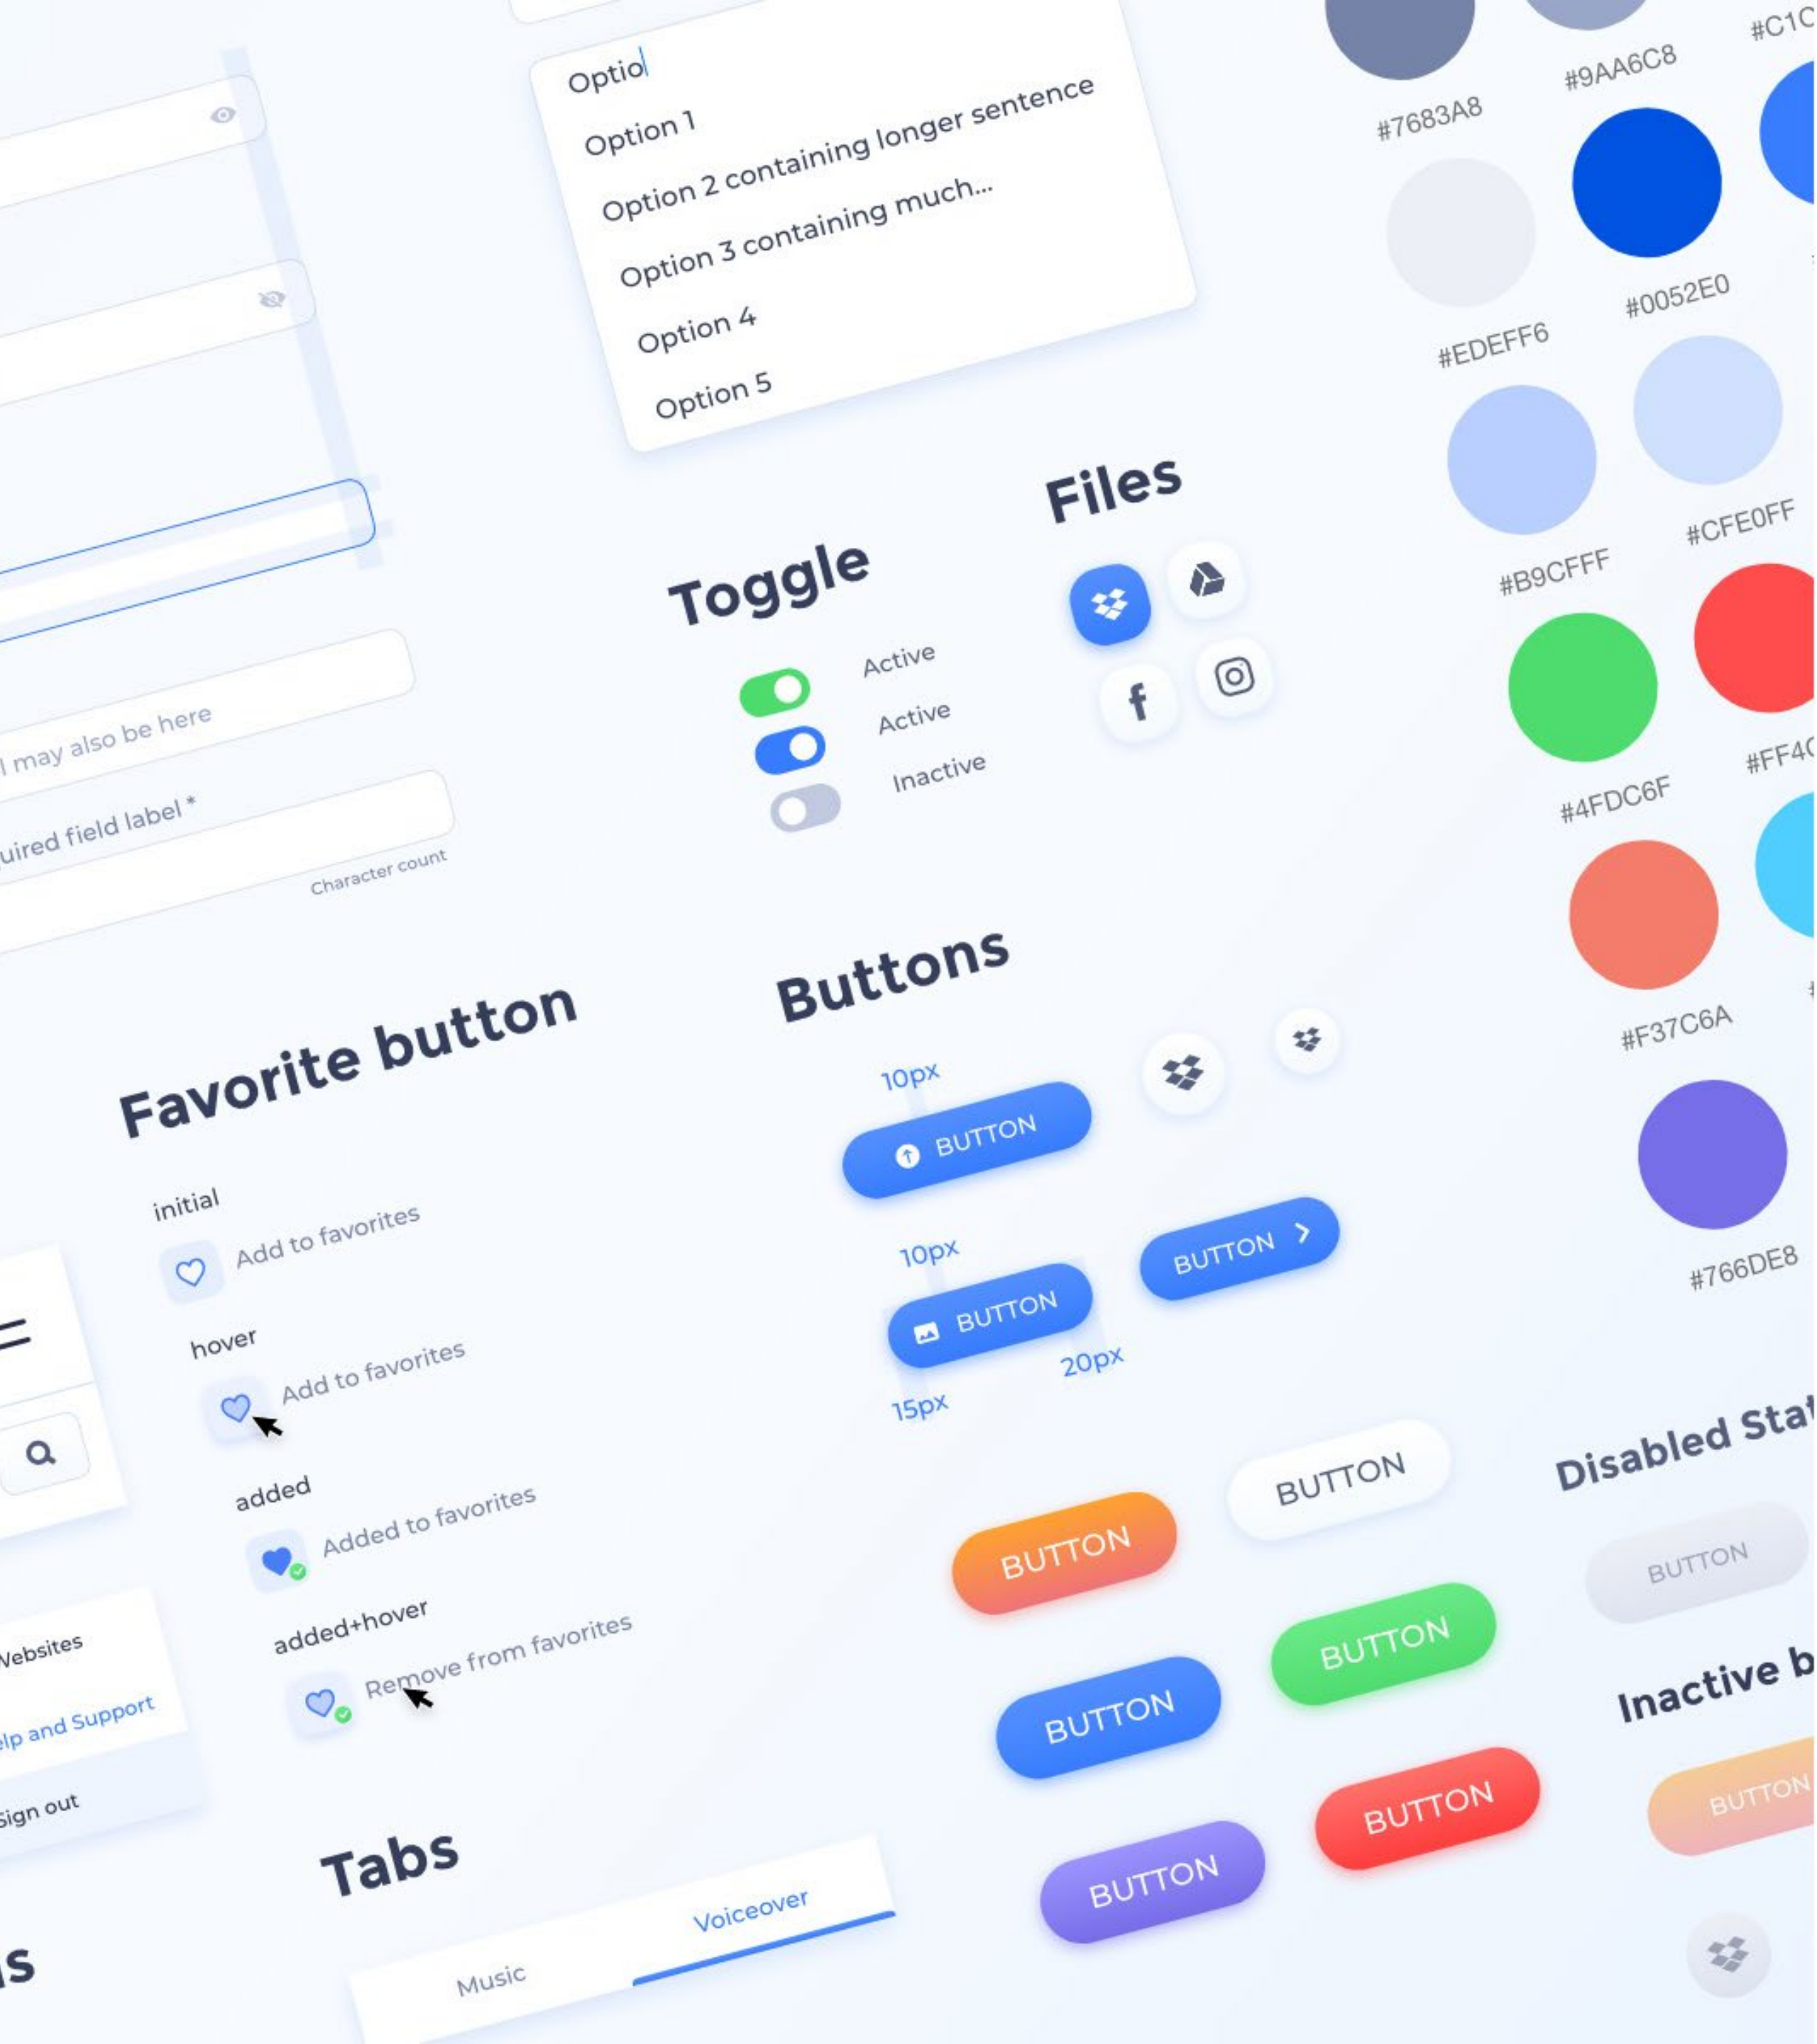 Optio
Option 1
Option 2 containing longer sentence
Option 3 containing much...
Option 4
Option 5
#7683A8
#9AA6C8
#C1C
#EDEFF6
#0052E0
#B9CFFF
#CFE0FF
#4FDC6F
#FF4C
#F37C6A
#766DE8
Files
Toggle
Active
Active
Inactive
I may also be here
uired field label *
Character count
Favorite button
initial
Add to favorites
hover
Add to favorites
added
Added to favorites
added+hover
Remove from favorites
Buttons
10px
BUTTON
10px
BUTTON
BUTTON
15px
20px
BUTTON
BUTTON
BUTTON
BUTTON
BUTTON
BUTTON
Disabled Stat
BUTTON
Inactive b
BUTTON
Websites
elp and Support
Sign out
Tabs
Music
Voiceover